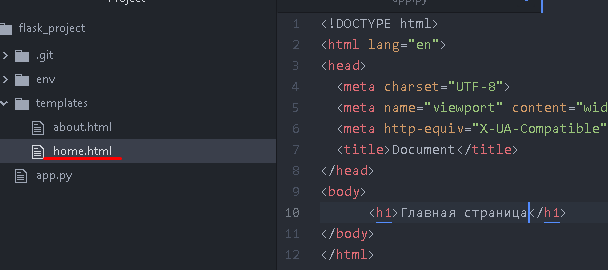 Project
app.py
flask_project
.git
env
templates
about.html
home.html
app.py
1 <!DOCTYPE html>
2 <html lang="en">
3 <head>
4 <meta charset="UTF-8">
5 <meta name="viewport" content="wid
6 <meta http-equiv="X-UA-Compatible"
7 <title>Document</title>
8 </head>
9 <body>
10 <h1>Главная страница</h1>
11 </body>
12 </html>